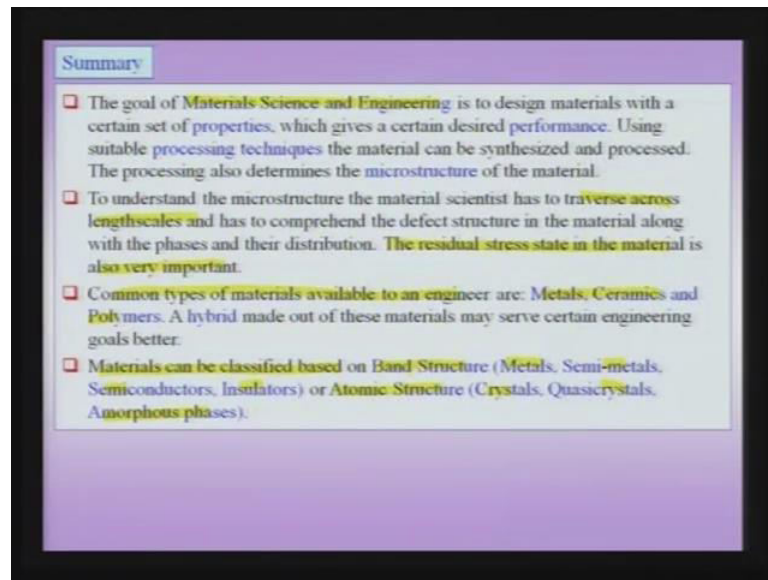 Summary
The goal of Materials Science and Engineering is to design materials with a
certain set of properties, which gives a certain desired performance. Using
suitable processing techniques the material can be synthesized and processed.
The processing also determines the microstructure of the material.
To understand the microstructure the material scientist has to traverse across
lengthscales and has to comprehend the defect structure in the material along
with the phases and their distribution. The residual stress state in the material is
also very important.
Common types of materials available to an engineer are: Metals, Ceramics and
Polymers. A hybrid made out of these materials may serve certain engineering
goals better.
Materials can be classified based on Band Structure (Metals, Semi-metals,
Semiconductors, Insulators) or Atomic Structure (Crystals, Quasicrystals,
Amorphous phases).